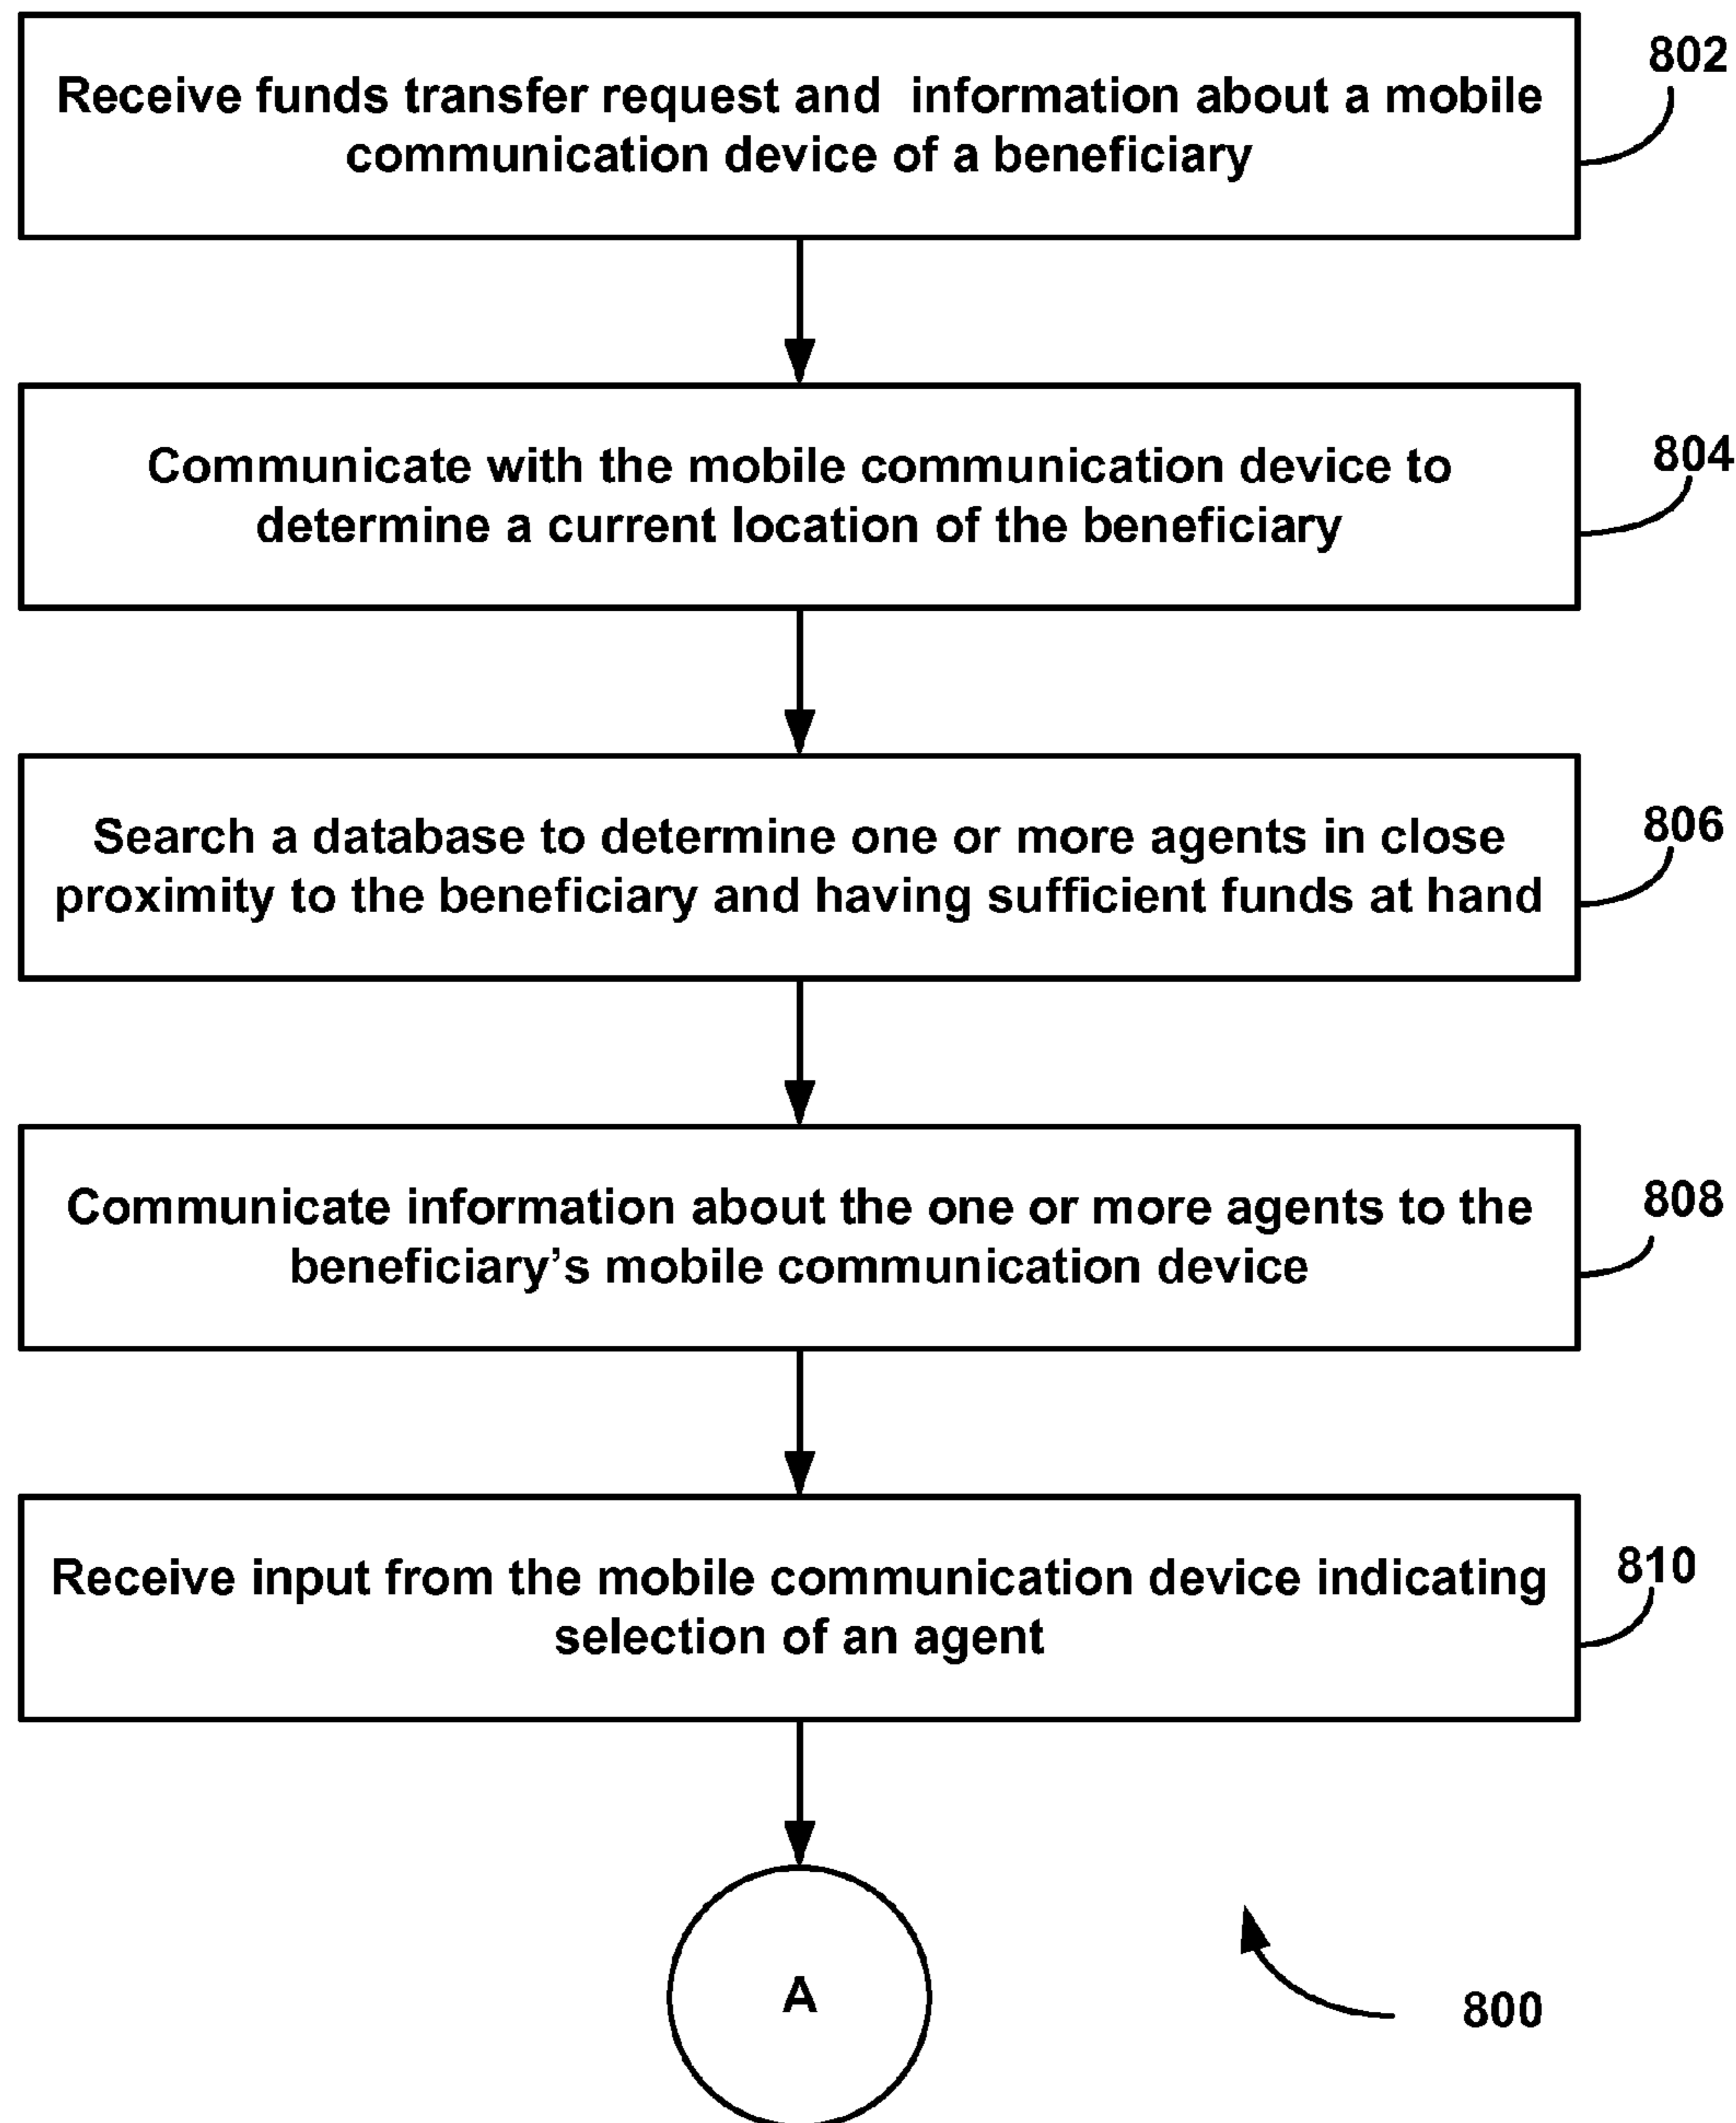 Receive funds transfer request and  information about a mobile
communication device of a beneficiary
802
Communicate with the mobile communication device to
determine a current location of the beneficiary
804
Search a database to determine one or more agents in close
proximity to the beneficiary and having sufficient funds at hand
806
Communicate information about the one or more agents to the
beneficiary’s mobile communication device
808
Receive input from the mobile communication device indicating
selection of an agent
810
A
800